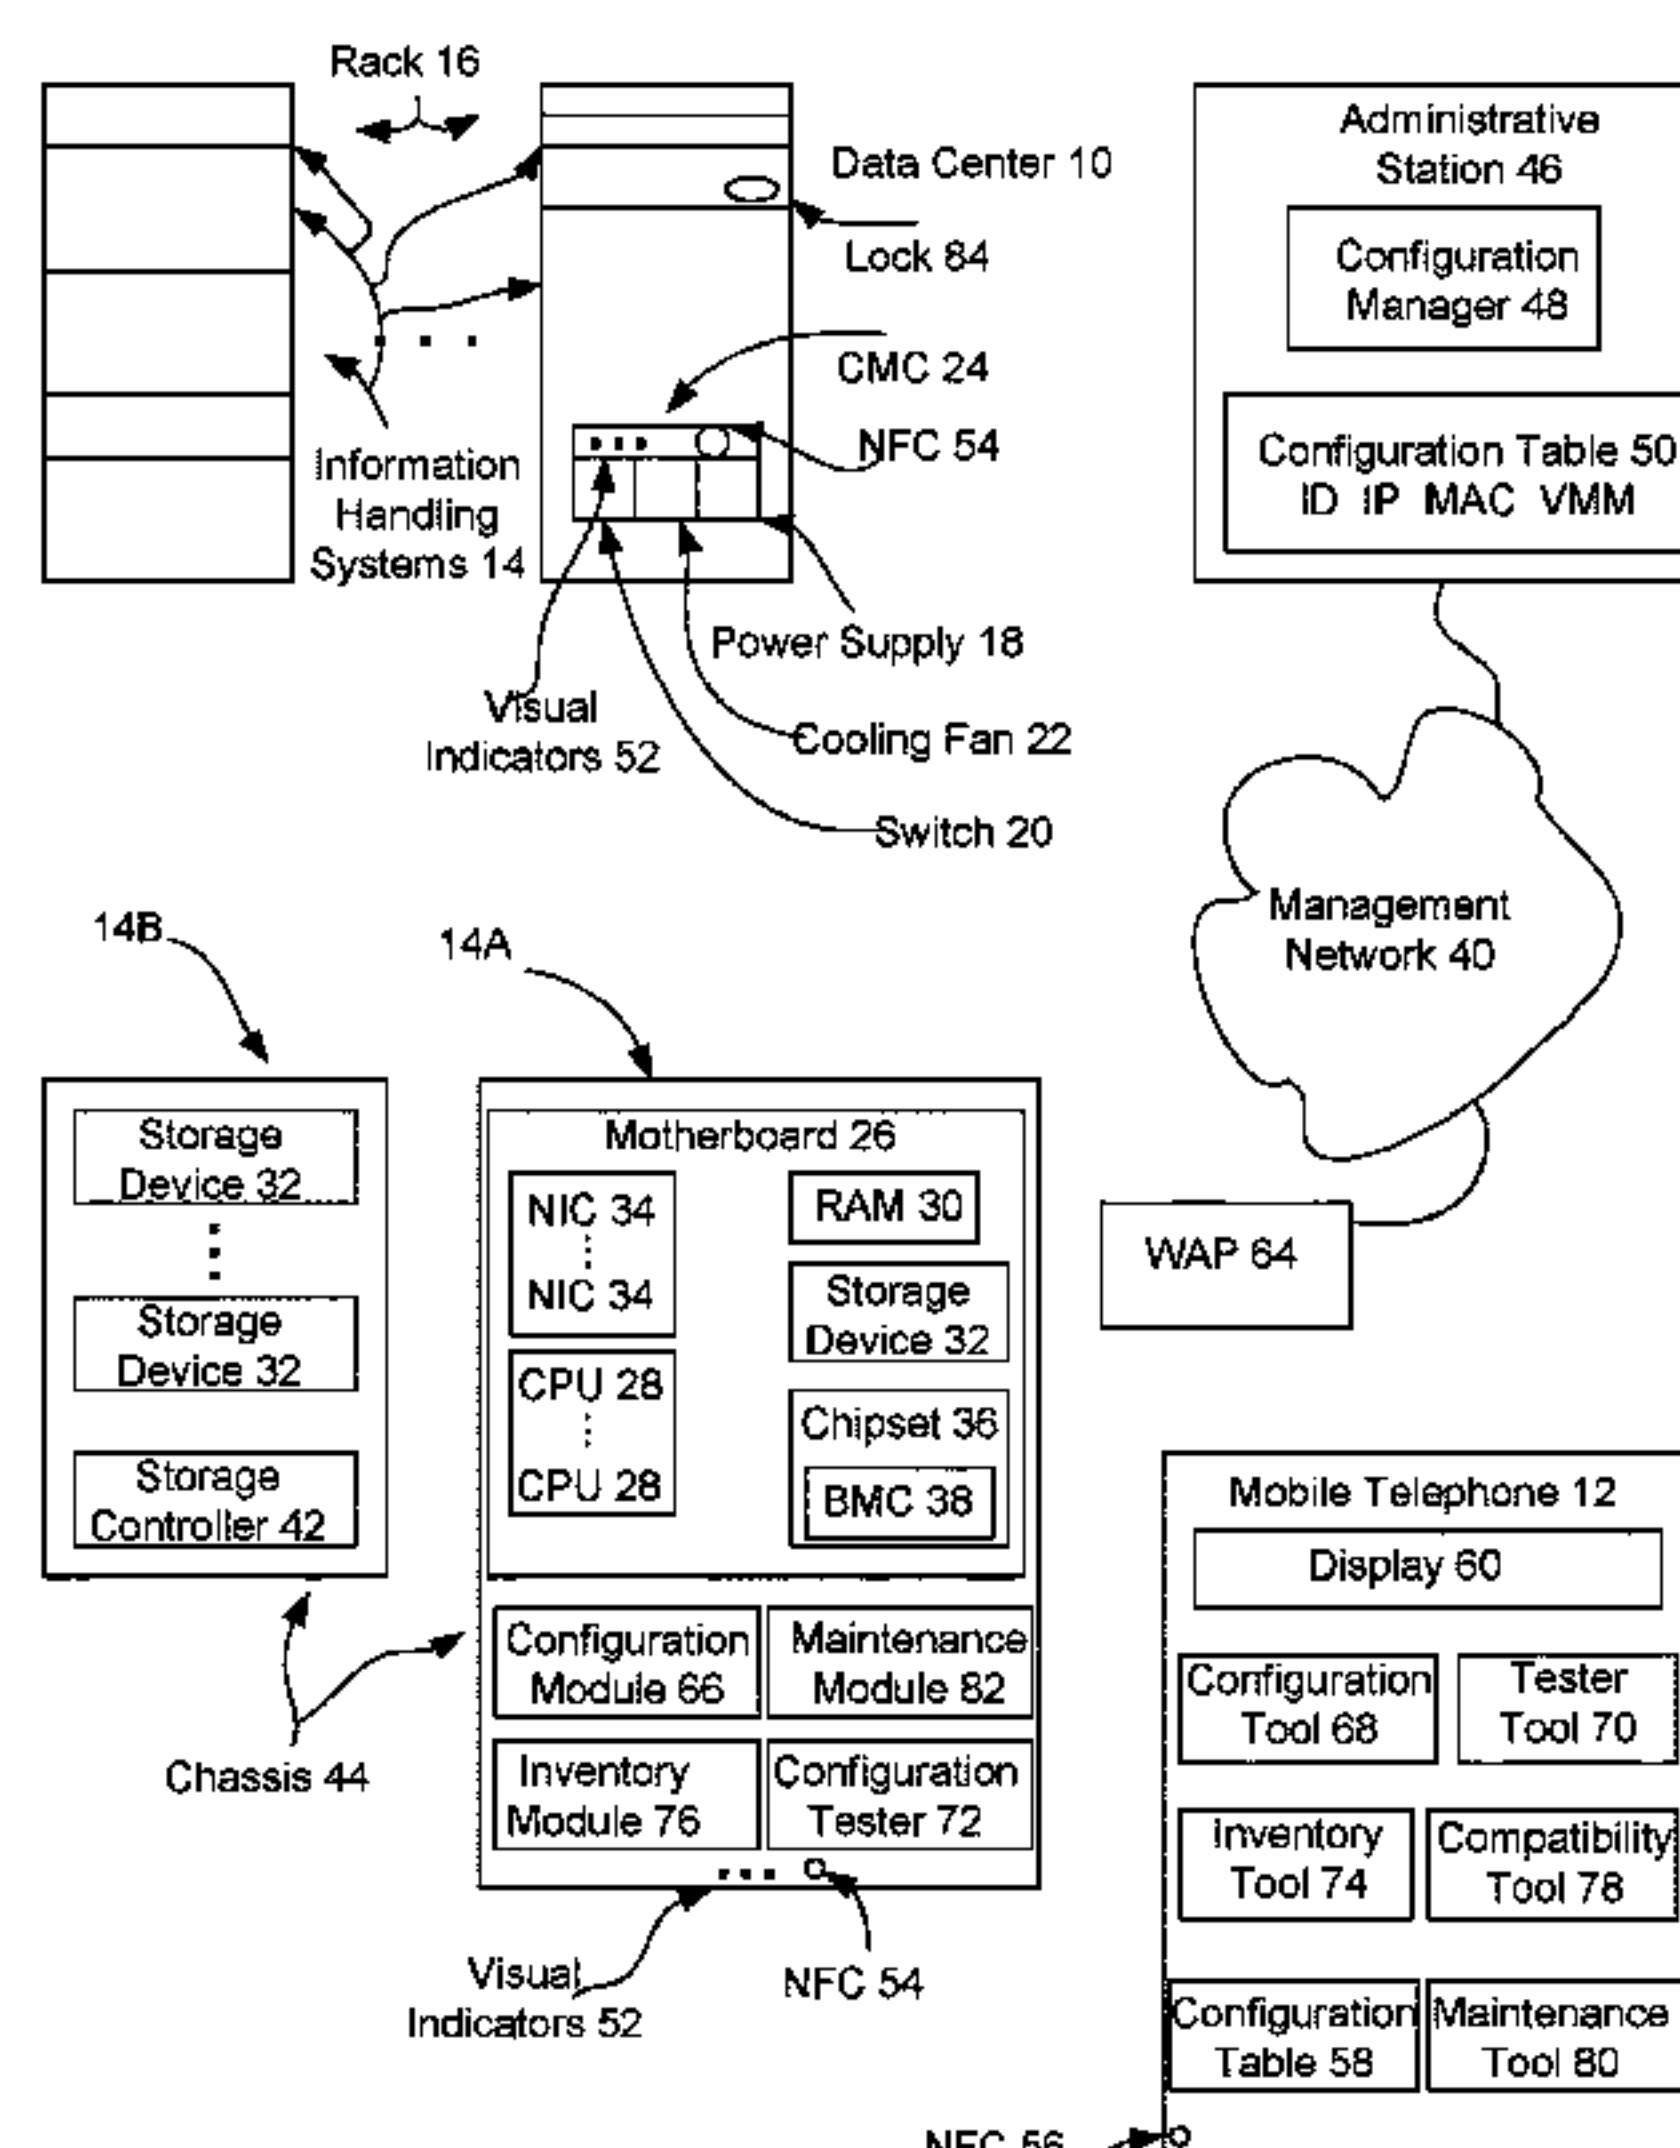 Rack 16
Data Center 10
Lock 84
CMC 24
NFC 54
Information
Handling
Systems 14
Power Supply 18
Visual
Indicators 52
Cooling Fan 22
Switch 20
Administrative
Station 46
Configuration
Manager 48
Configuration Table 50
ID IP MAC VMM
Management
Network 40
WAP 64
14B
14A
Storage
Device 32
Storage
Device 32
Storage
Controller 42
Chassis 44
Motherboard 26
NIC 34
NIC 34
CPU 28
CPU 28
RAM 30
Storage
Device 32
Chipset 36
BMC 38
Configuration
Module 66
Maintenance
Module 82
Inventory
Module 76
Configuration
Tester 72
Visual
Indicators 52
NFC 54
Mobile Telephone 12
Display 60
Configuration
Tool 68
Tester
Tool 70
Inventory
Tool 74
Compatibility
Tool 78
Configuration
Table 58
Maintenance
Tool 80
NFC 56